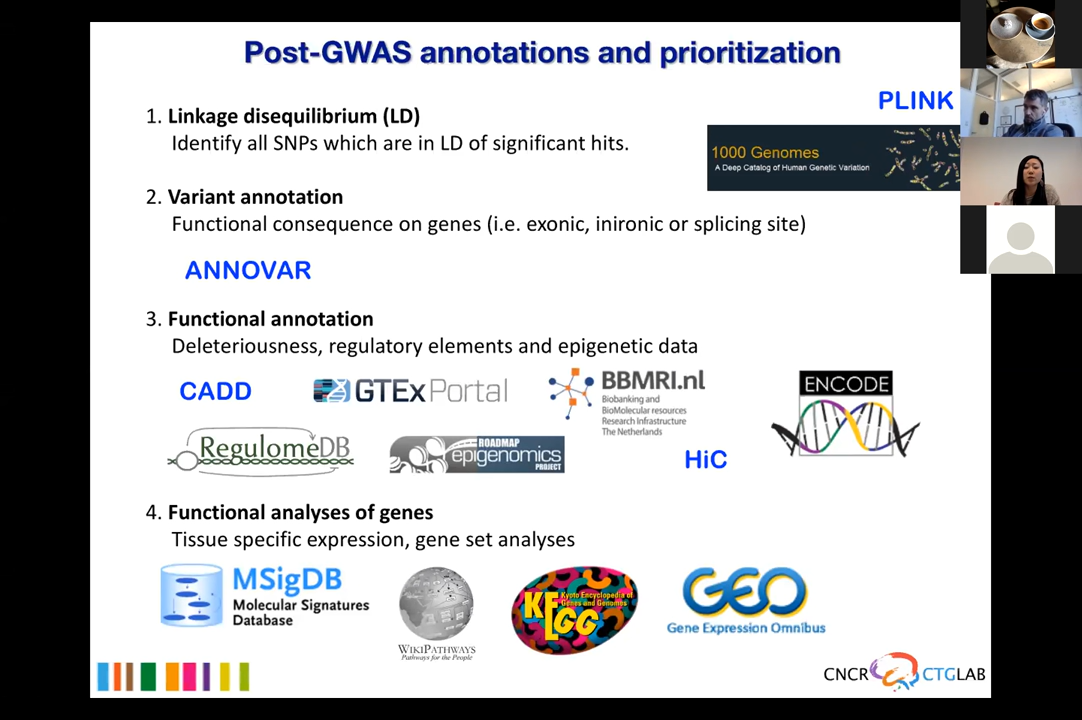 Post-GWAS annotations and prioritization
1. Linkage disequilibrium (LD)
Identify all SNPs which are in LD of significant hits.
PLINK
1000 Genomes
A Deep Catalog of Human Genetic Variation
2. Variant annotation
Functional consequence on genes (i.e. exonic, inironic or splicing site)
ANNOVAR
3. Functional annotation
Deleteriousness, regulatory elements and epigenetic data
CADD
GTEx Portal
BBMRI.nl
Biobanking and
BioMolecular resources
Research Infrastructure
The Netherlands
ENCODE
RegulomeDB
ROADMAP
epigenomics
PROJECT
HiC
4. Functional analyses of genes
Tissue specific expression, gene set analyses
MSigDB
Molecular Signatures
Database
WIKIPATHWAYS
Pathways for the People
Kyoto Encyclopedia of
Genes and Genomes
KEGG
GEO
Gene Expression Omnibus
CNCR CTGLAB